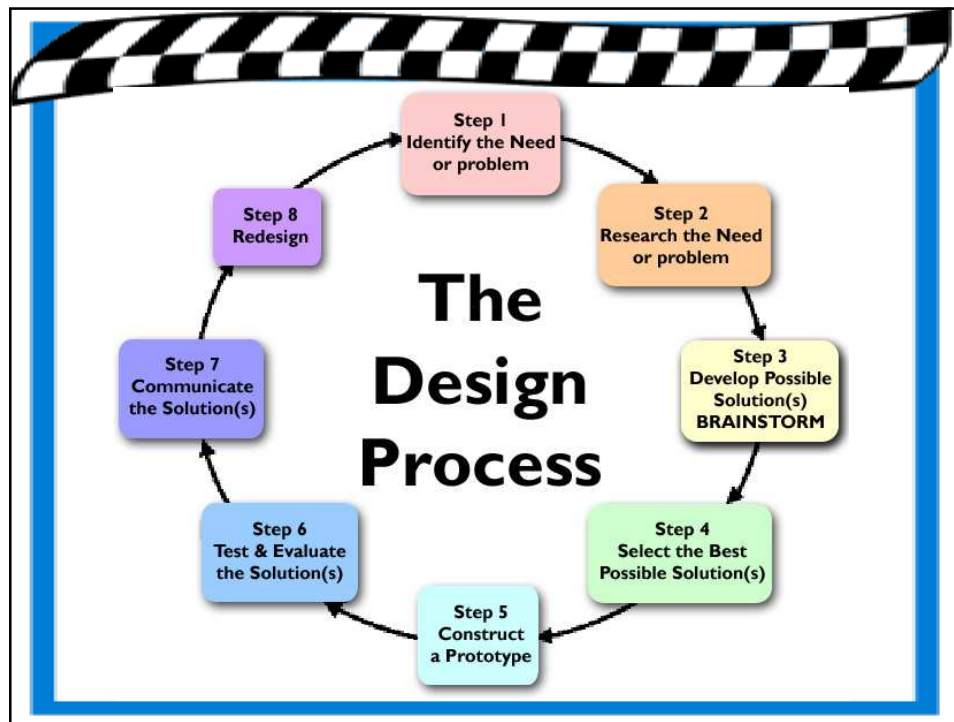 Step 1
Identify the Need
or problem
Step 2
Research the Need
or problem
Step 3
Develop Possible
Solution(s)
BRAINSTORM
Step 4
Select the Best
Possible Solution(s)
Step 5
Construct
a Prototype
Step 6
Test & Evaluate
the Solution(s)
Step 7
Communicate
the Solution(s)
Step 8
Redesign
The
Design
Process